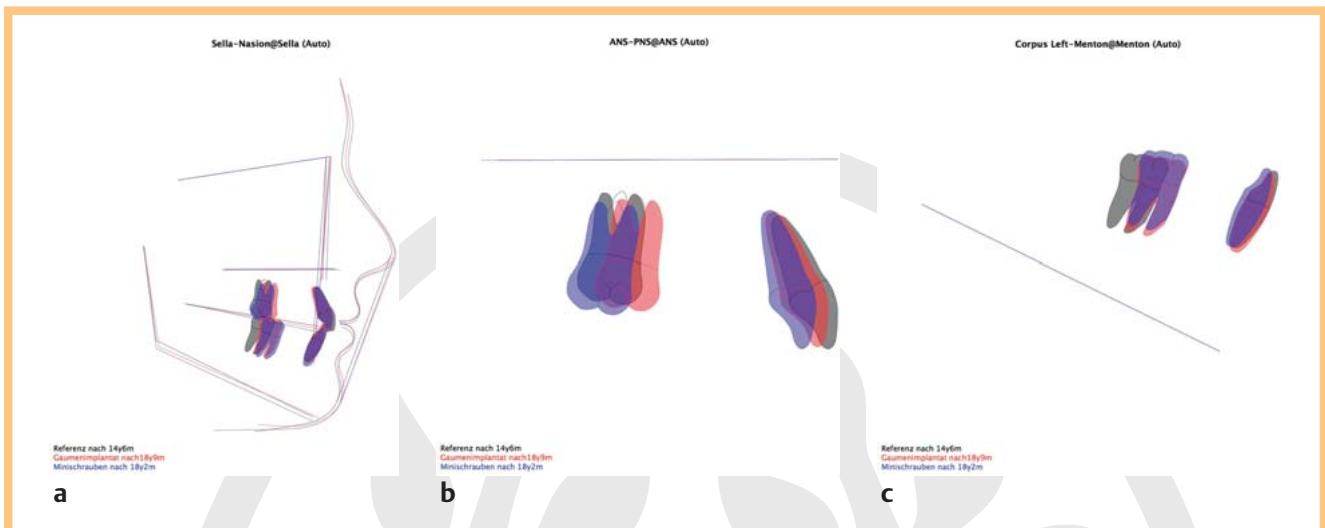 Sella-Nasion@Sella (Auto)
Referenz nach 14y6m
Gaumenimplantat nach18y9m
Minischrauben nach 18y2m
a
ANS-PNS@ANS (Auto)
Referenz nach 14y6m
Gaumenimplantat nach18y9m
Minischrauben nach 18y2m
b
Corpus Left-Menton@Menton (Auto)
Referenz nach 14y6m
Gaumenimplantat nach18y9m
Minischrauben nach 18y2m
c